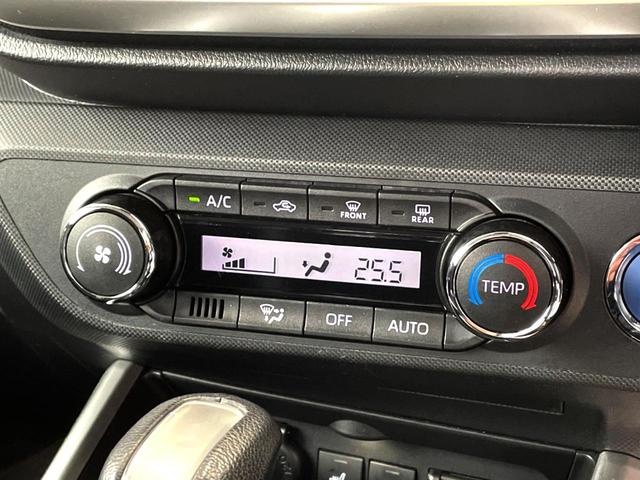 A/C
FRONT
REAR
25.5
TEMP
OFF
AUTO